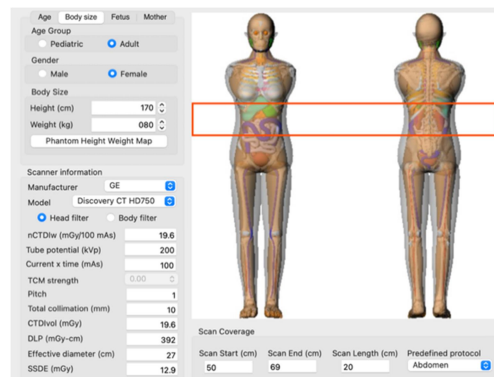 Age Body size Fetus Mother
Age Group
Pediatric Adult
Gender
Male Female
Body Size
Height (cm) 170
Weight (kg) 080
Phantom Height Weight Map
Scanner information
Manufacturer GE
Model Discovery CT HD750
Head filter Body filter
nCTDIw (mGy/100 mAs) 19.6
Tube potential (kVp) 200
Current x time (mAs) 100
TCM strength 0.00
Pitch 1
Total collimation (mm) 10
CTDIvol (mGy) 19.6
DLP (mGy-cm) 392
Effective diameter (cm) 27
SSDE (mGy) 12.9
Scan Coverage
Scan Start (cm) Scan End (cm) Scan Length (cm) Predefined protocol
50 69 20 Abdomen